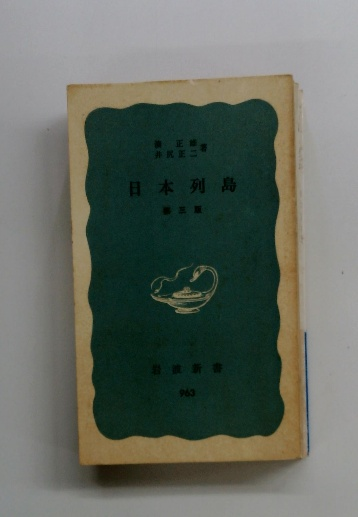 湊 正雄
井尻正二 著
日本列島
第三版
岩波新書
963